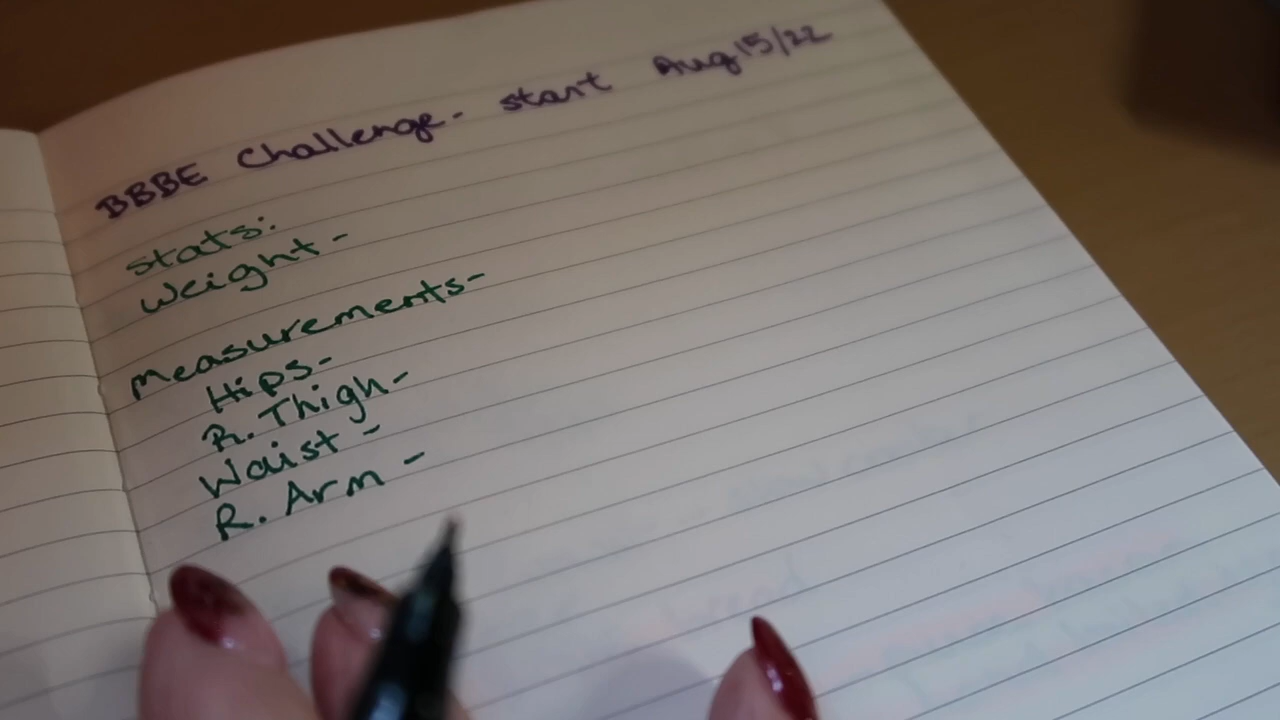 BBBE Challenge - start Aug 15/22
stats:
weight -
measurements-
Hips-
R. Thigh-
Waist -
R. Arm -